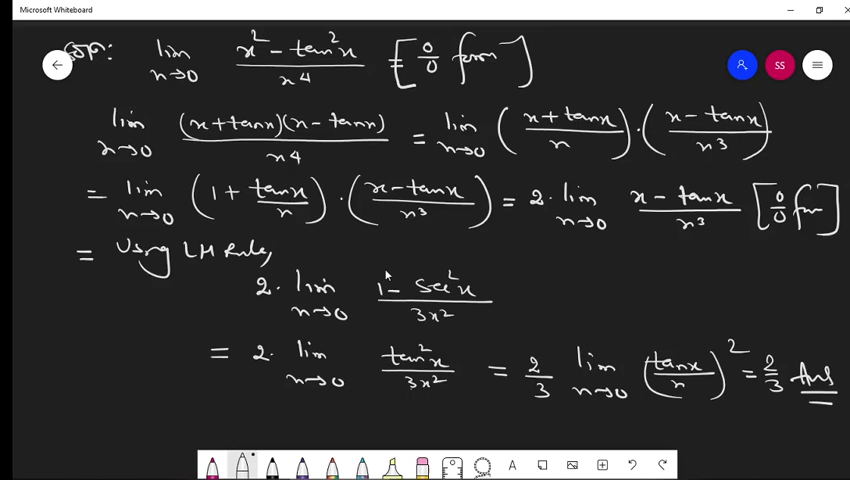 Microsoft Whiteboard
lim x→0 (x² - tan²x)/x⁴ = [0/0 form]
SS
lim x→0 (x+tanx)(x-tanx)/x⁴ = lim x→0 ((x+tanx)/x)·((x-tanx)/x³)
= lim x→0 (1+tanx/x)·((x-tanx)/x³) = 2·lim x→0 (x-tanx)/x³ [0/0 fm]
= Using LH Rule,
2·lim x→0 (1-sec²x)/3x²
= 2·lim x→0 tan²x/3x² = 2/3 lim x→0 (tanx/x)² = 2/3 Ans